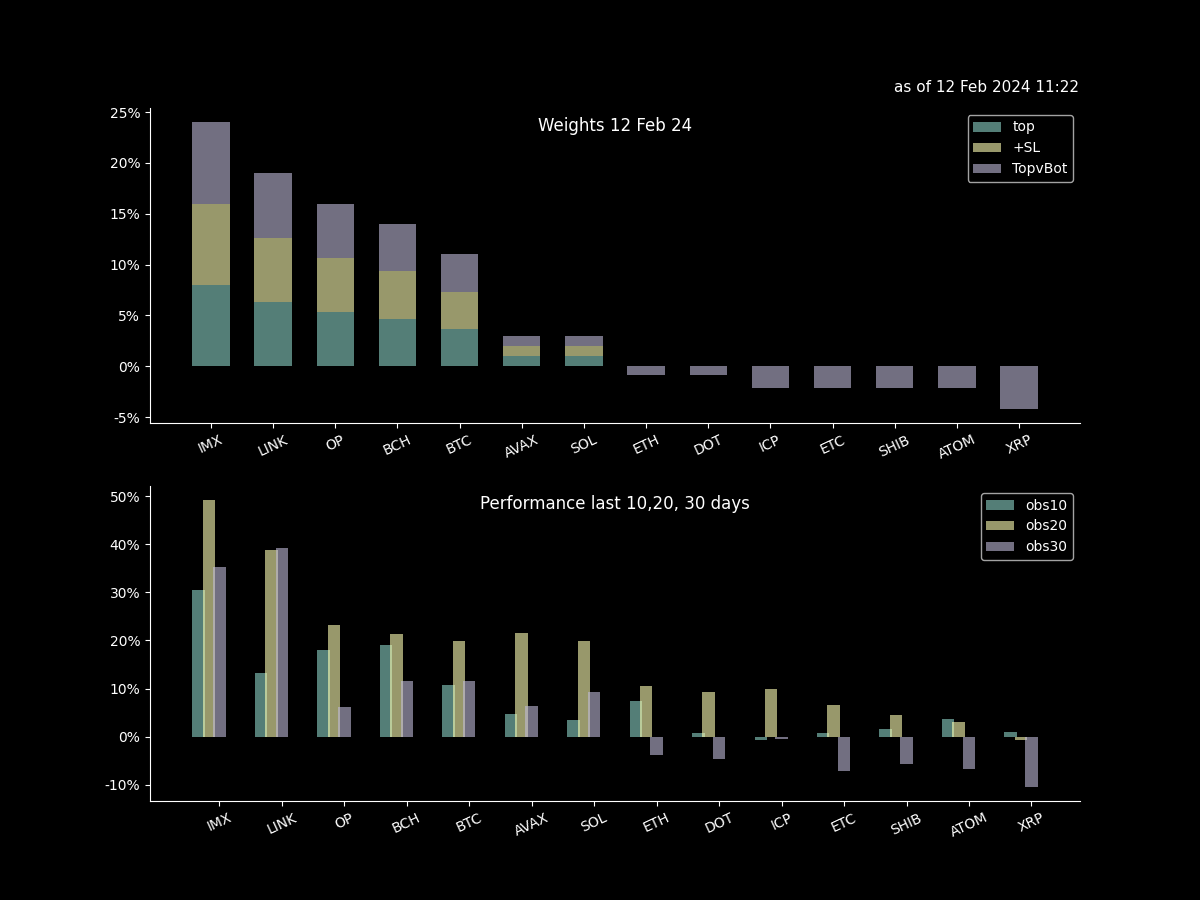 as of 12 Feb 2024 11:22
Weights 12 Feb 24
top
+SL
TopvBot
25%
20%
15%
10%
5%
0%
-5%
IMX LINK OP BCH BTC AVAX SOL ETH DOT ICP ETC SHIB ATOM XRP
Performance last 10,20, 30 days
obs10
obs20
obs30
50%
40%
30%
20%
10%
0%
-10%
IMX LINK OP BCH BTC AVAX SOL ETH DOT ICP ETC SHIB ATOM XRP